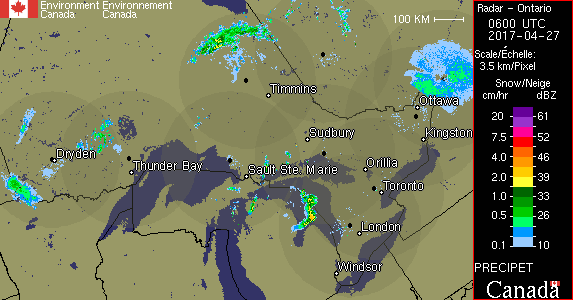 Environment Environnement
Canada Canada
100 KM
Radar - Ontario
0600 UTC
2017-04-27
Scale/Échelle:
3.5 km/Pixel
Snow/Neige
cm/hr dBZ
20 61
7.5 52
4.0 46
2.0 39
1.0 33
0.5 26
0.1 10
PRECIPET
Canada
Timmins
Ottawa
Sudbury
Kingston
Dryden
Thunder Bay
Sault Ste. Marie
Orillia
Toronto
London
Windsor